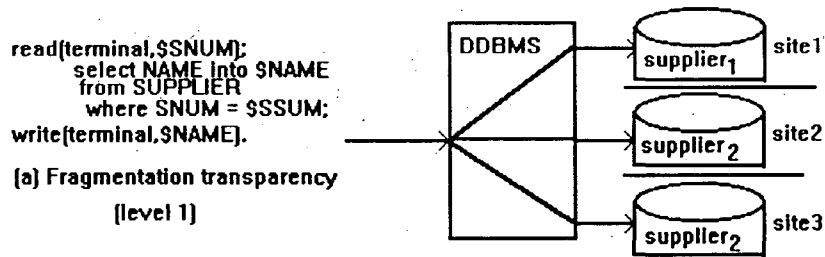 read(terminal,$SNUM);
select NAME into $NAME
from SUPPLIER
where SNUM = $SSUM;
write(terminal,$NAME).
(a) Fragmentation transparency
(level 1)
DDBMS
supplier1
site1
supplier2
site2
supplier2
site3